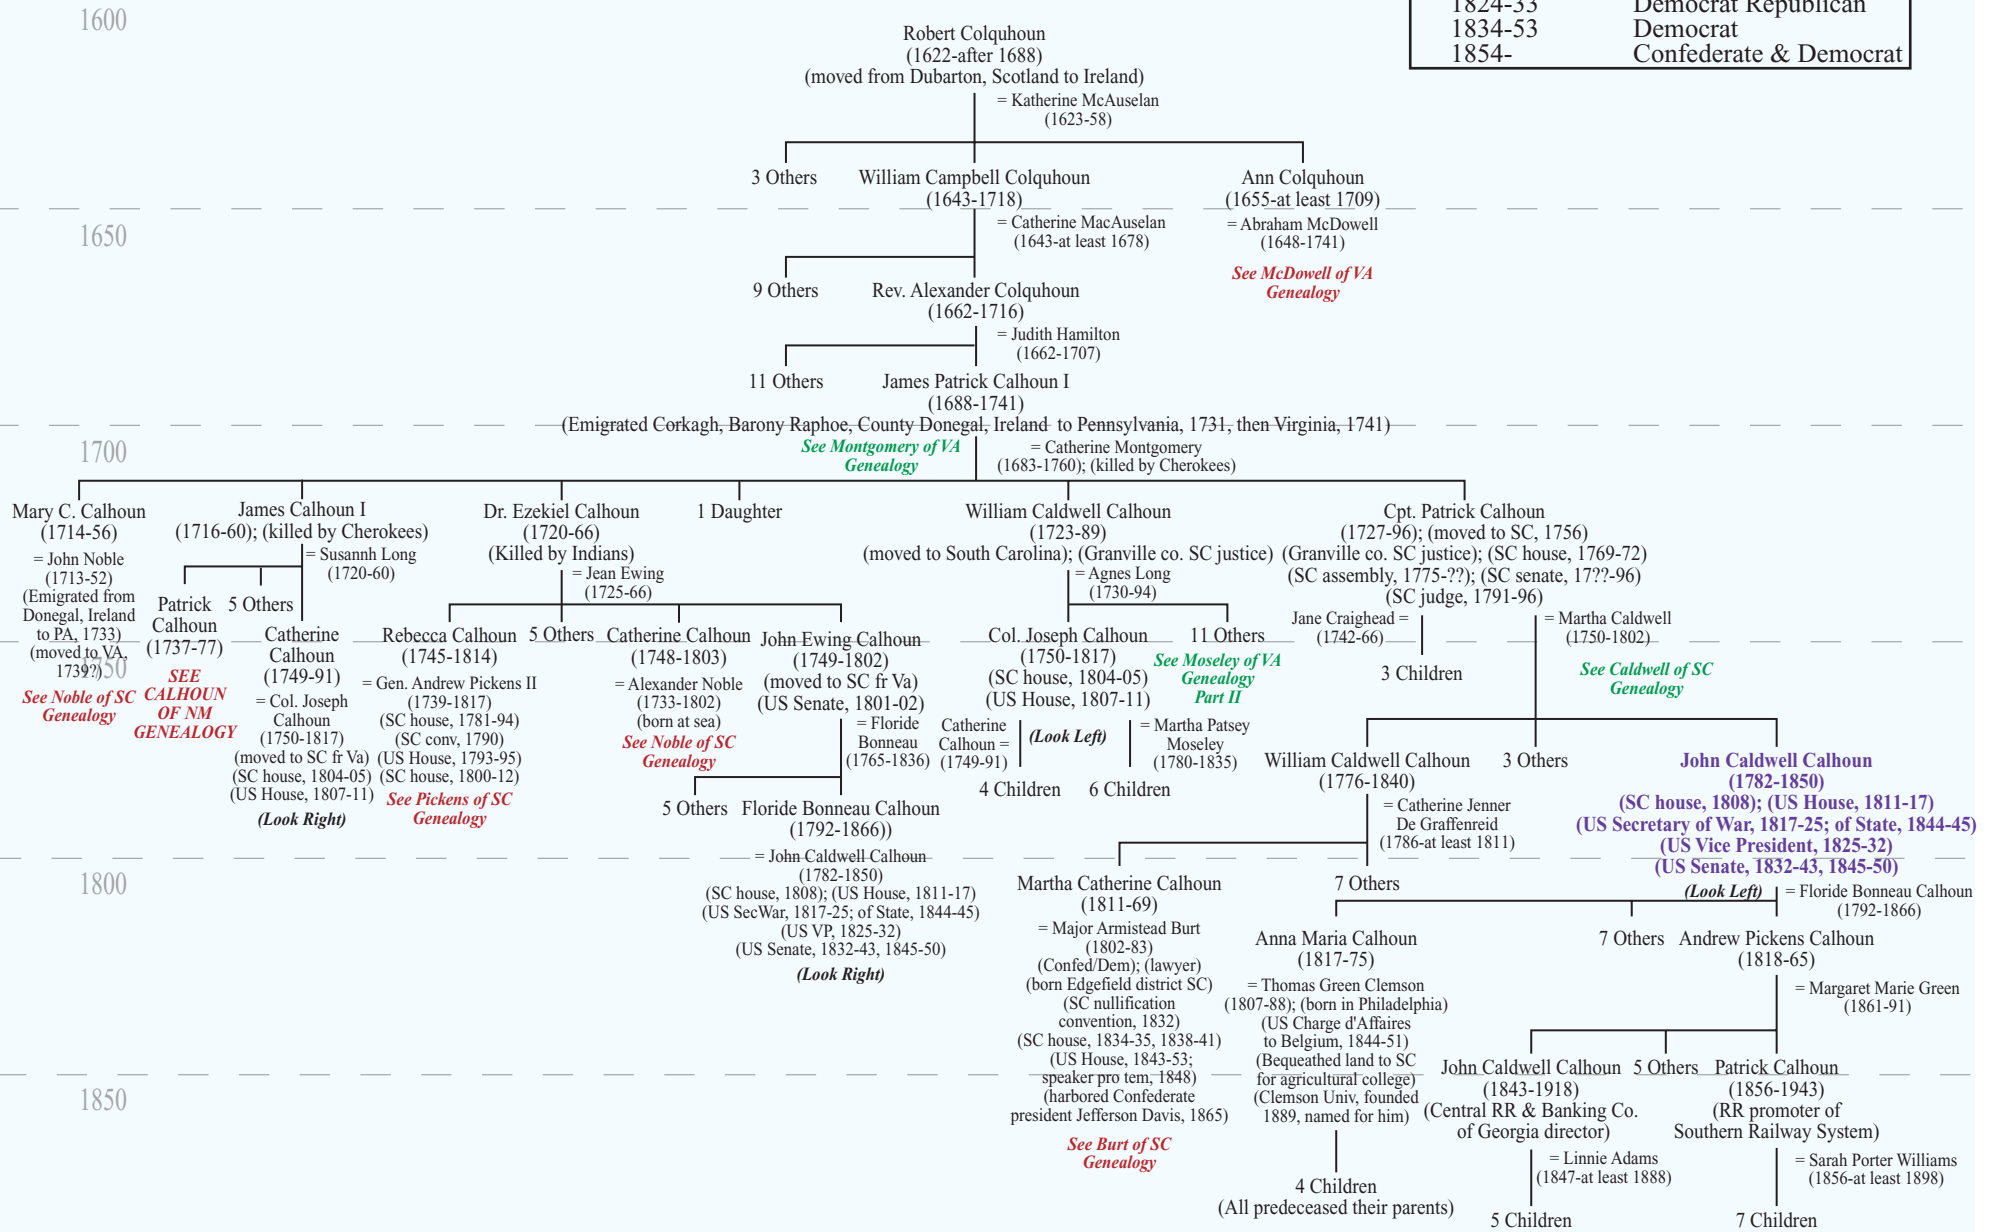 1600
1824-33 Democrat Republican
1834-53 Democrat
1854- Confederate & Democrat
Robert Colquhoun
(1622-after 1688)
(moved from Dubarton, Scotland to Ireland)
= Katherine McAuselan
(1623-58)
3 Others
William Campbell Colquhoun
(1643-1718)
Ann Colquhoun
(1655-at least 1709)
1650
= Catherine MacAuselan
(1643-at least 1678)
= Abraham McDowell
(1648-1741)
See McDowell of VA
Genealogy
9 Others
Rev. Alexander Colquhoun
(1662-1716)
= Judith Hamilton
(1662-1707)
11 Others
James Patrick Calhoun I
(1688-1741)
(Emigrated Corkagh, Barony Raphoe, County Donegal, Ireland to Pennsylvania, 1731, then Virginia, 1741)
1700
See Montgomery of VA
Genealogy
= Catherine Montgomery
(1683-1760); (killed by Cherokees)
Mary C. Calhoun
(1714-56)
= John Noble
(1713-52)
(Emigrated from
Donegal, Ireland
to PA, 1733)
(moved to VA,
1739?)
1750
See Noble of SC
Genealogy
James Calhoun I
(1716-60); (killed by Cherokees)
= Susannh Long
(1720-60)
Patrick
Calhoun
(1737-77)
SEE
CALHOUN
OF NM
GENEALOGY
5 Others
Catherine
Calhoun
(1749-91)
= Col. Joseph
Calhoun
(1750-1817)
(moved to SC fr Va)
(SC house, 1804-05)
(US House, 1807-11)
(Look Right)
Dr. Ezekiel Calhoun
(1720-66)
(Killed by Indians)
= Jean Ewing
(1725-66)
Rebecca Calhoun
(1745-1814)
= Gen. Andrew Pickens II
(1739-1817)
(SC house, 1781-94)
(SC conv, 1790)
(US House, 1793-95)
(SC house, 1800-12)
See Pickens of SC
Genealogy
5 Others
Catherine Calhoun
(1748-1803)
= Alexander Noble
(1733-1802)
(born at sea)
See Noble of SC
Genealogy
John Ewing Calhoun
(1749-1802)
(moved to SC fr Va)
(US Senate, 1801-02)
= Floride
Bonneau
(1765-1836)
5 Others
Floride Bonneau Calhoun
(1792-1866))
= John Caldwell Calhoun
(1782-1850)
(SC house, 1808); (US House, 1811-17)
(US SecWar, 1817-25; of State, 1844-45)
(US VP, 1825-32)
(US Senate, 1832-43, 1845-50)
(Look Right)
1 Daughter
William Caldwell Calhoun
(1723-89)
(moved to South Carolina); (Granville co. SC justice)
= Agnes Long
(1730-94)
Col. Joseph Calhoun
(1750-1817)
(SC house, 1804-05)
(US House, 1807-11)
11 Others
See Moseley of VA
Genealogy
Part II
Catherine
Calhoun =
(1749-91)
(Look Left)
= Martha Patsey
Moseley
(1780-1835)
4 Children
6 Children
Cpt. Patrick Calhoun
(1727-96); (moved to SC, 1756)
(Granville co. SC justice); (SC house, 1769-72)
(SC assembly, 1775-??); (SC senate, 17??-96)
(SC judge, 1791-96)
Jane Craighead =
(1742-66)
3 Children
= Martha Caldwell
(1750-1802)
See Caldwell of SC
Genealogy
William Caldwell Calhoun
(1776-1840)
= Catherine Jenner
De Graffenreid
(1786-at least 1811)
3 Others
John Caldwell Calhoun
(1782-1850)
(SC house, 1808); (US House, 1811-17)
(US Secretary of War, 1817-25; of State, 1844-45)
(US Vice President, 1825-32)
(US Senate, 1832-43, 1845-50)
(Look Left)
= Floride Bonneau Calhoun
(1792-1866)
1800
Martha Catherine Calhoun
(1811-69)
= Major Armistead Burt
(1802-83)
(Confed/Dem); (lawyer)
(born Edgefield district SC)
(SC nullification
convention, 1832)
(SC house, 1834-35, 1838-41)
(US House, 1843-53;
speaker pro tem, 1848)
(harbored Confederate
president Jefferson Davis, 1865)
See Burt of SC
Genealogy
7 Others
Anna Maria Calhoun
(1817-75)
= Thomas Green Clemson
(1807-88); (born in Philadelphia)
(US Charge d'Affaires
to Belgium, 1844-51)
(Bequeathed land to SC
for agricultural college)
(Clemson Univ, founded
1889, named for him)
4 Children
(All predeceased their parents)
7 Others
Andrew Pickens Calhoun
(1818-65)
= Margaret Marie Green
(1861-91)
1850
John Caldwell Calhoun
(1843-1918)
(Central RR & Banking Co.
of Georgia director)
= Linnie Adams
(1847-at least 1888)
5 Children
5 Others
Patrick Calhoun
(1856-1943)
(RR promoter of
Southern Railway System)
= Sarah Porter Williams
(1856-at least 1898)
7 Children